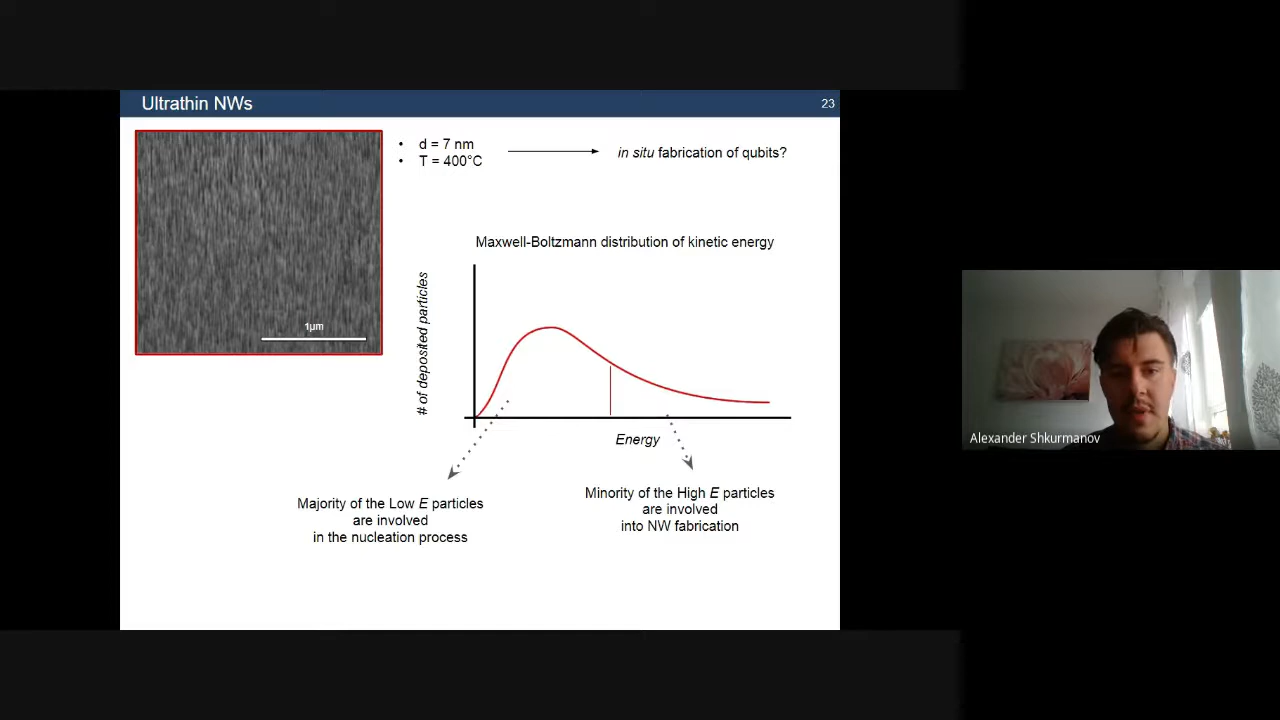 Ultrathin NWs
23
• d = 7 nm
• T = 400°C
in situ fabrication of qubits?
1µm
Maxwell-Boltzmann distribution of kinetic energy
# of deposited particles
Energy
Majority of the Low E particles
are involved
in the nucleation process
Minority of the High E particles
are involved
into NW fabrication
Alexander Shkurmanov